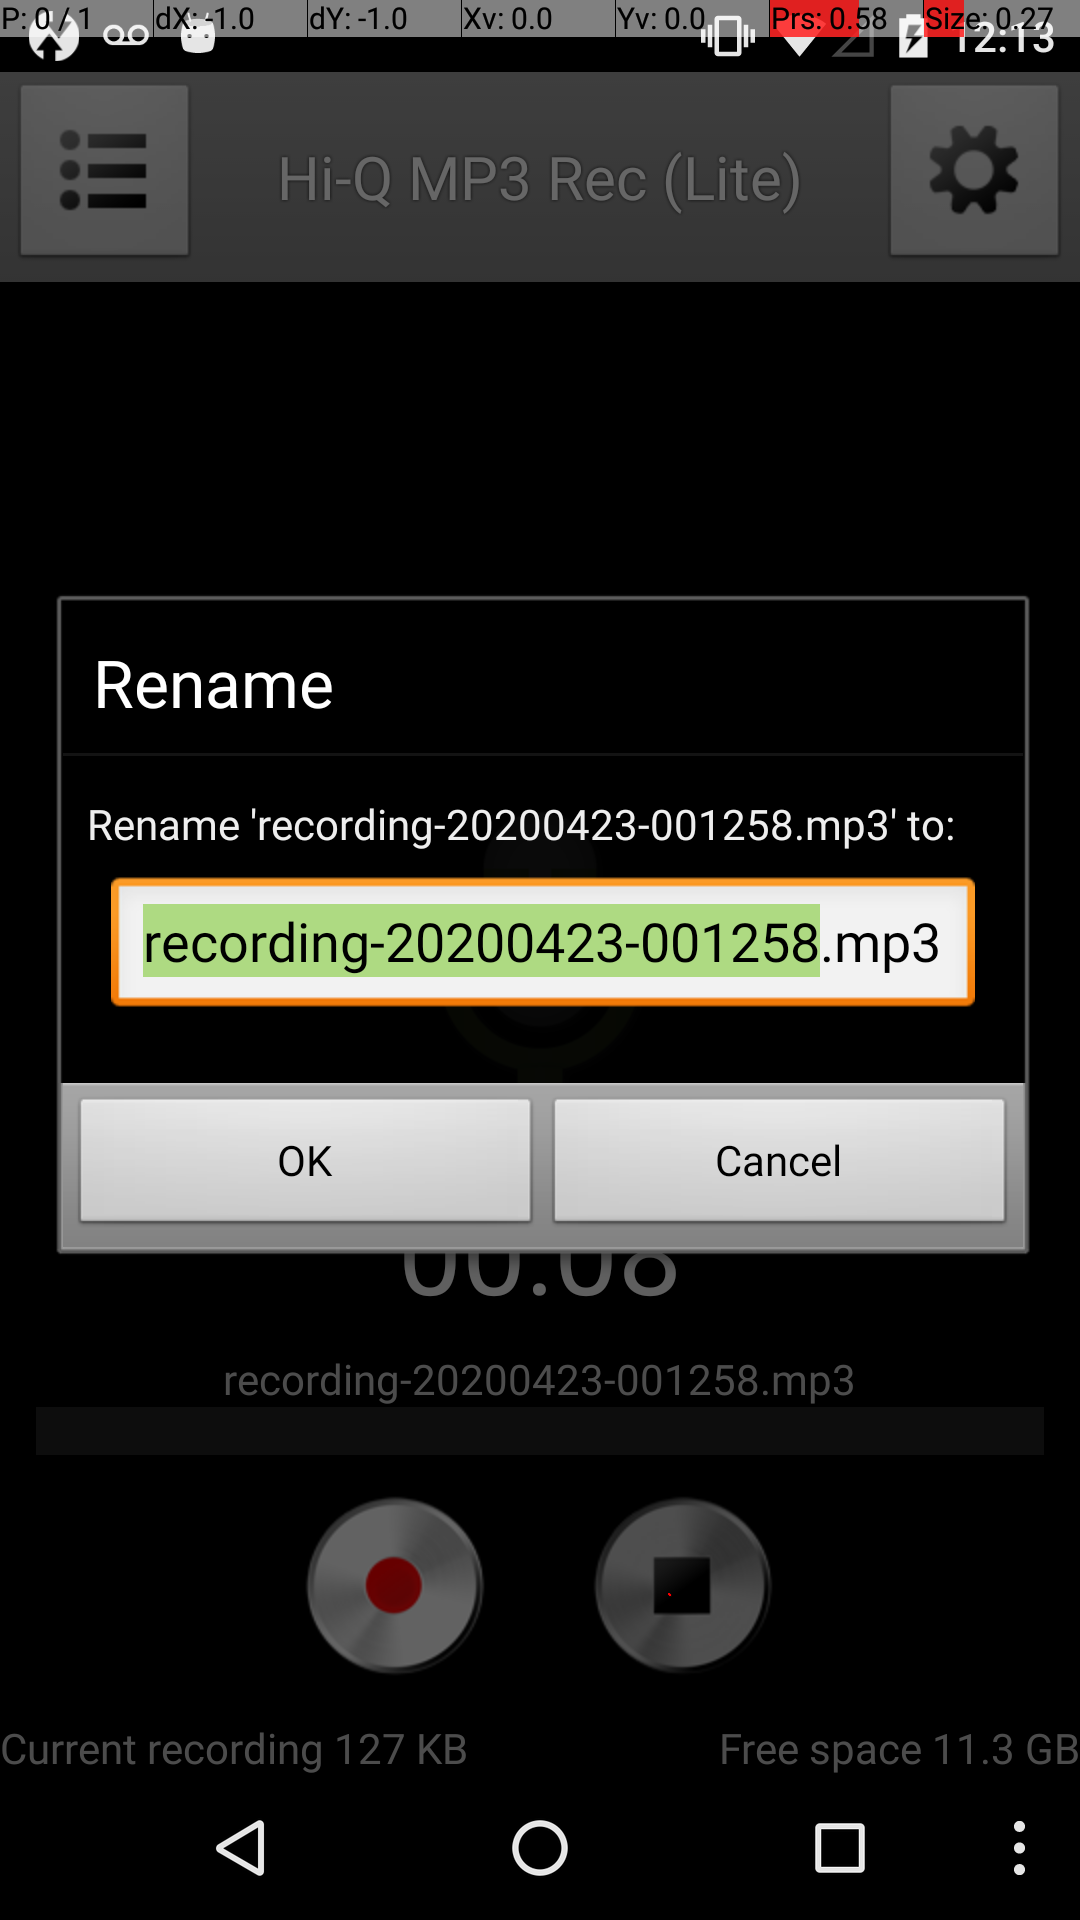 P: 0 / 1 dX: -1.0 dY: -1.0 Xv: 0.0 Yv: 0.0 Prs: 0.58 Size: 0.27
12:13
Hi-Q MP3 Rec (Lite)
Rename
Rename 'recording-20200423-001258.mp3' to:
recording-20200423-001258.mp3
OK Cancel
00:08
recording-20200423-001258.mp3
Current recording 127 KB Free space 11.3 GB